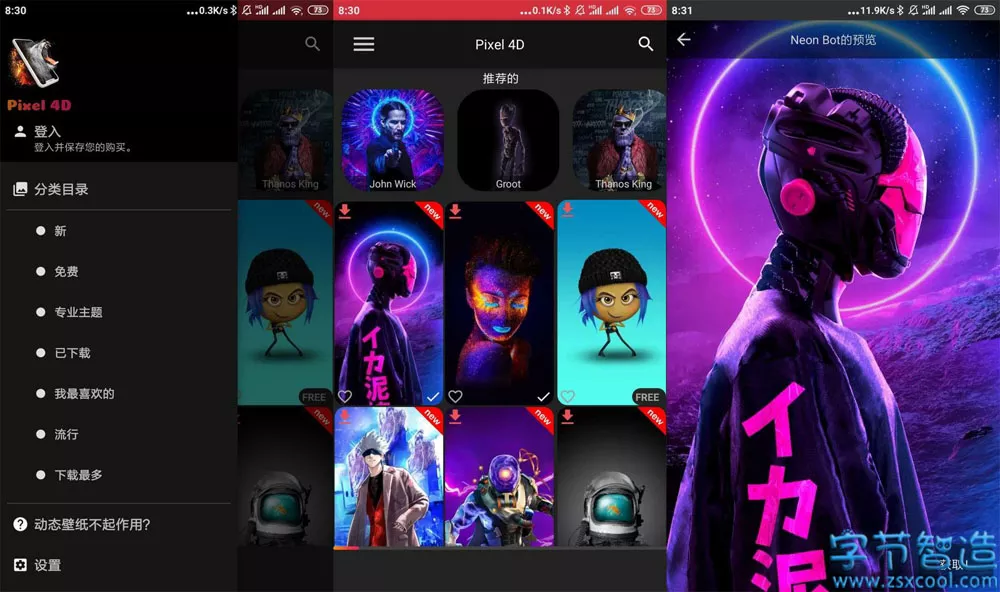 8:30
...0.3K/s
HD
73
Pixel 4D
登入
登入并保存您的购买。
分类目录
新
免费
专业主题
已下载
我最喜欢的
流行
下载最多
动态壁纸不起作用?
设置
Thanos King
new
FREE
new
8:30
...0.1K/s
HD
73
Pixel 4D
推荐的
John Wick
Groot
Thanos King
new
new
new
イカ泥
FREE
new
new
new
8:31
...11.9K/s
HD
73
Neon Bot的预览
イカ泥
获取!
字节智造
www.zsxcool.com